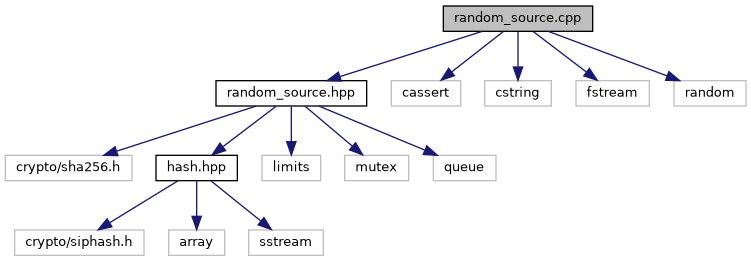 random_source.cpp
random_source.hpp
cassert
cstring
fstream
random
crypto/sha256.h
hash.hpp
limits
mutex
queue
crypto/siphash.h
array
sstream